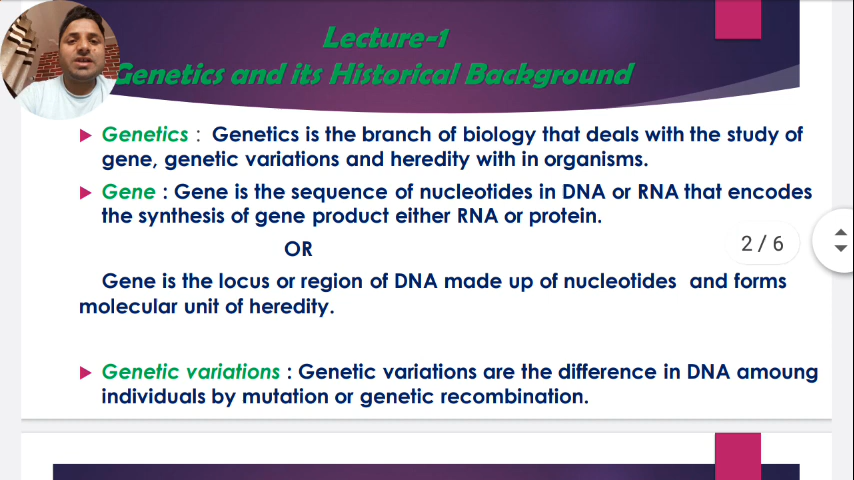 Lecture-1
Genetics and its Historical Background
Genetics : Genetics is the branch of biology that deals with the study of
gene, genetic variations and heredity with in organisms.
Gene : Gene is the sequence of nucleotides in DNA or RNA that encodes
the synthesis of gene product either RNA or protein.
OR
2 / 6
Gene is the locus or region of DNA made up of nucleotides and forms
molecular unit of heredity.
Genetic variations : Genetic variations are the difference in DNA amoung
individuals by mutation or genetic recombination.